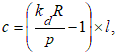 c = (k_d R / p − 1) × l,